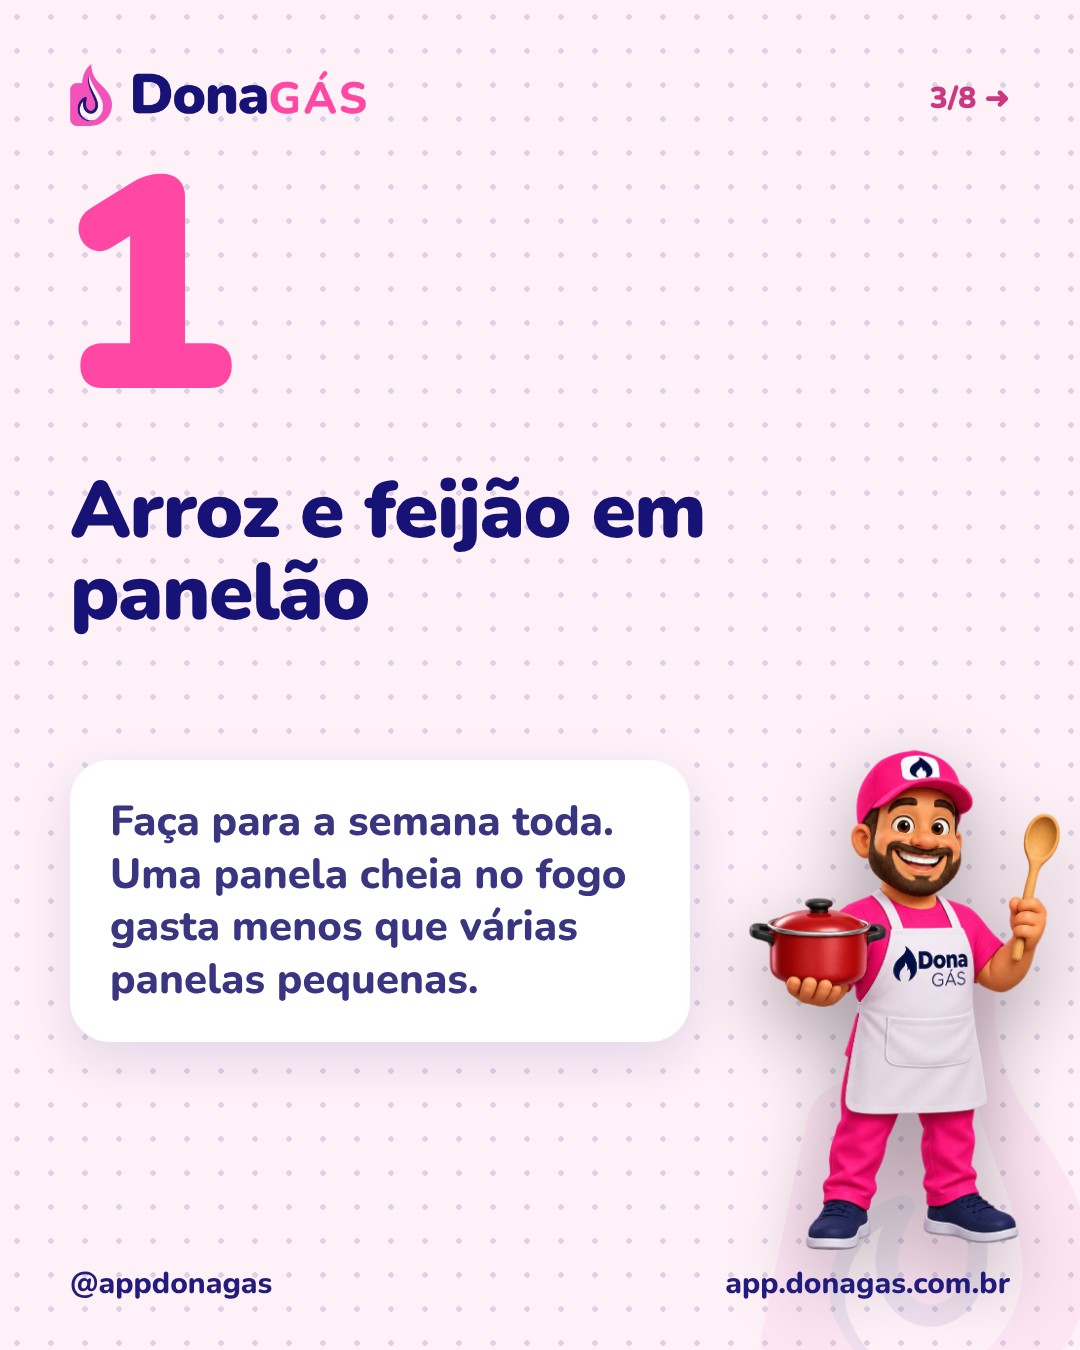 DonaGÁS
3/8 →
1
Arroz e feijão em
panelão
Faça para a semana toda.
Uma panela cheia no fogo
gasta menos que várias
panelas pequenas.
Dona
GÁS
@appdonagas
app.donagas.com.br